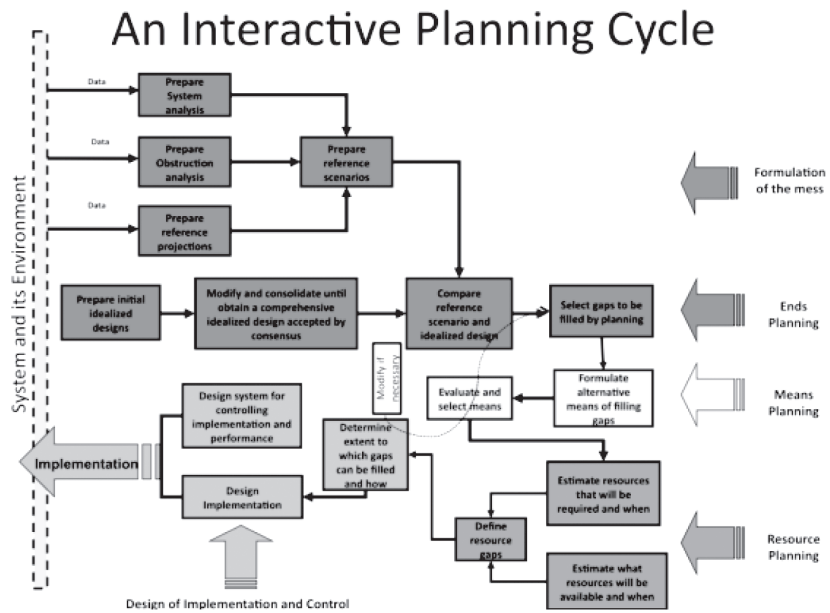 An Interactive Planning Cycle
System and its Environment
Data
Prepare
System
analysis
Data
Prepare
Obstruction
analysis
Prepare
reference
scenarios
Data
Prepare
reference
projections
Formulation
of the mess
Prepare initial
idealized
designs
Modify and consolidate until
obtain a comprehensive
idealized design accepted by
consensus
Compare
reference
scenario and
idealized design
Select gaps to be
filled by planning
Ends
Planning
Modify if
necessary
Evaluate and
select means
Formulate
alternative
means of filling
gaps
Means
Planning
Design system for
controlling
implementation and
performance
Determine
extent to
which gaps
can be filled
and how
Implementation
Design
Implementation
Estimate resources
that will be
required and when
Define
resource
gaps
Estimate what
resources will be
available and when
Resource
Planning
Design of Implementation and Control